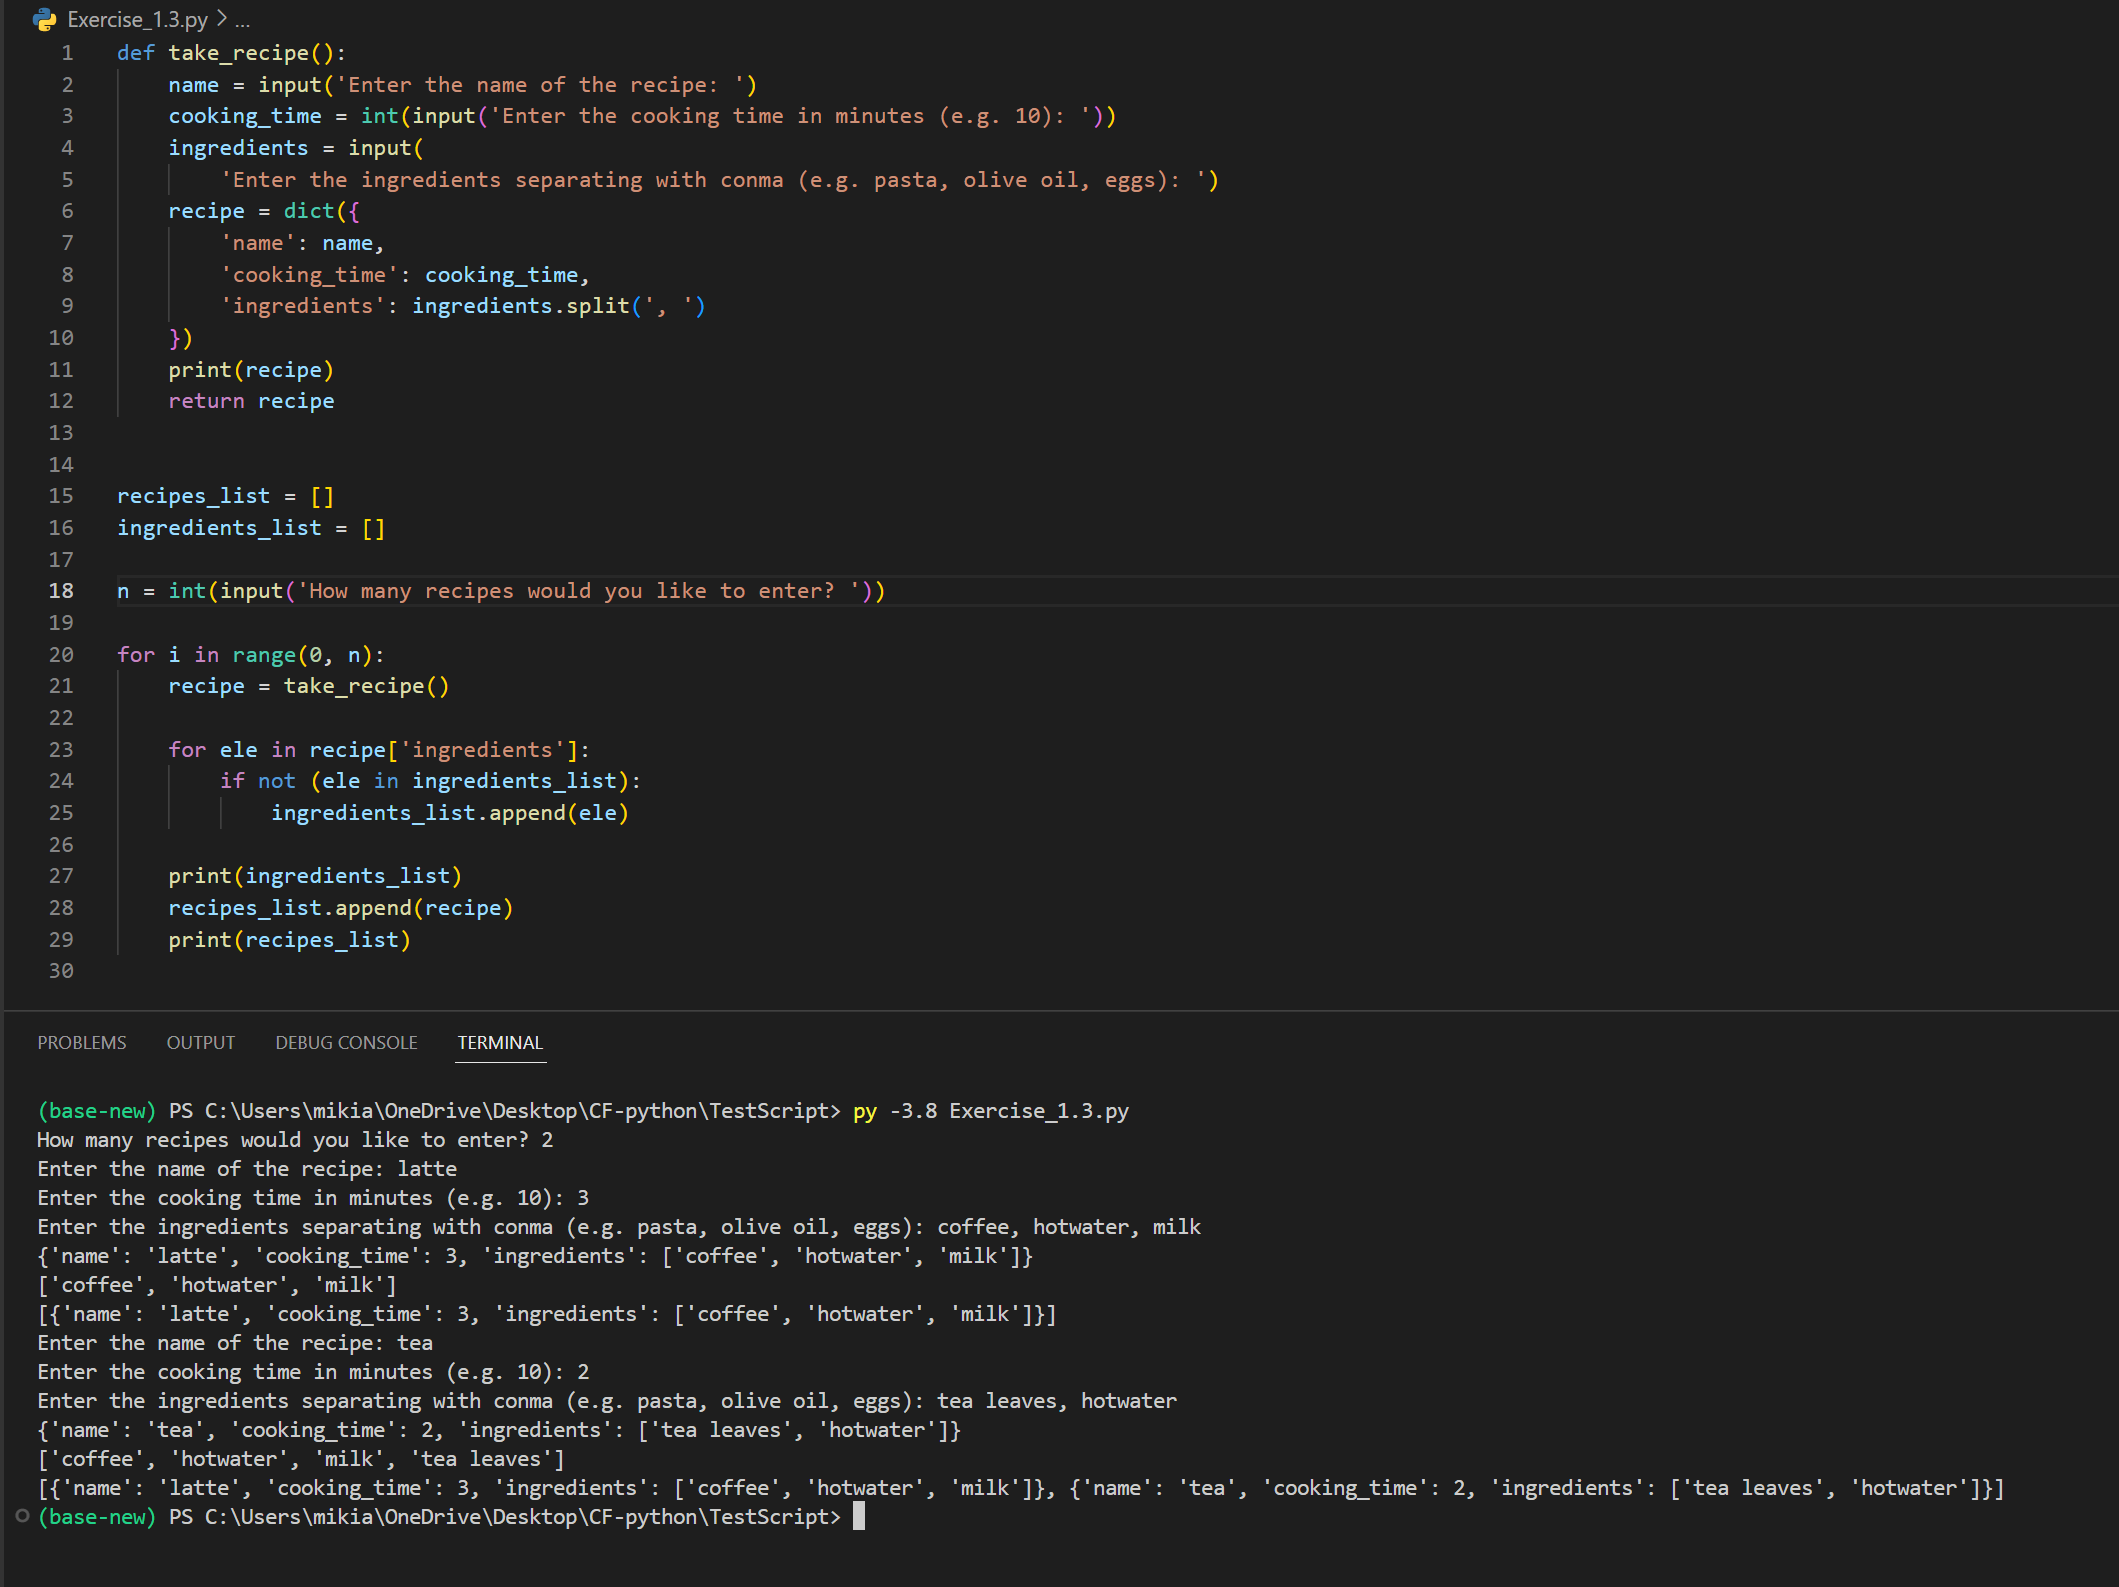 Exercise_1.3.py > ...
1 def take_recipe():
2     name = input('Enter the name of the recipe: ')
3     cooking_time = int(input('Enter the cooking time in minutes (e.g. 10): '))
4     ingredients = input(
5         'Enter the ingredients separating with conma (e.g. pasta, olive oil, eggs): ')
6     recipe = dict({
7         'name': name,
8         'cooking_time': cooking_time,
9         'ingredients': ingredients.split(', ')
10     })
11     print(recipe)
12     return recipe
13
14
15 recipes_list = []
16 ingredients_list = []
17
18 n = int(input('How many recipes would you like to enter? '))
19
20 for i in range(0, n):
21     recipe = take_recipe()
22
23     for ele in recipe['ingredients']:
24         if not (ele in ingredients_list):
25             ingredients_list.append(ele)
26
27     print(ingredients_list)
28     recipes_list.append(recipe)
29     print(recipes_list)
30
PROBLEMS OUTPUT DEBUG CONSOLE TERMINAL
(base-new) PS C:\Users\mikia\OneDrive\Desktop\CF-python\TestScript> py -3.8 Exercise_1.3.py
How many recipes would you like to enter? 2
Enter the name of the recipe: latte
Enter the cooking time in minutes (e.g. 10): 3
Enter the ingredients separating with conma (e.g. pasta, olive oil, eggs): coffee, hotwater, milk
{'name': 'latte', 'cooking_time': 3, 'ingredients': ['coffee', 'hotwater', 'milk']}
['coffee', 'hotwater', 'milk']
[{'name': 'latte', 'cooking_time': 3, 'ingredients': ['coffee', 'hotwater', 'milk']}]
Enter the name of the recipe: tea
Enter the cooking time in minutes (e.g. 10): 2
Enter the ingredients separating with conma (e.g. pasta, olive oil, eggs): tea leaves, hotwater
{'name': 'tea', 'cooking_time': 2, 'ingredients': ['tea leaves', 'hotwater']}
['coffee', 'hotwater', 'milk', 'tea leaves']
[{'name': 'latte', 'cooking_time': 3, 'ingredients': ['coffee', 'hotwater', 'milk']}, {'name': 'tea', 'cooking_time': 2, 'ingredients': ['tea leaves', 'hotwater']}]
(base-new) PS C:\Users\mikia\OneDrive\Desktop\CF-python\TestScript>